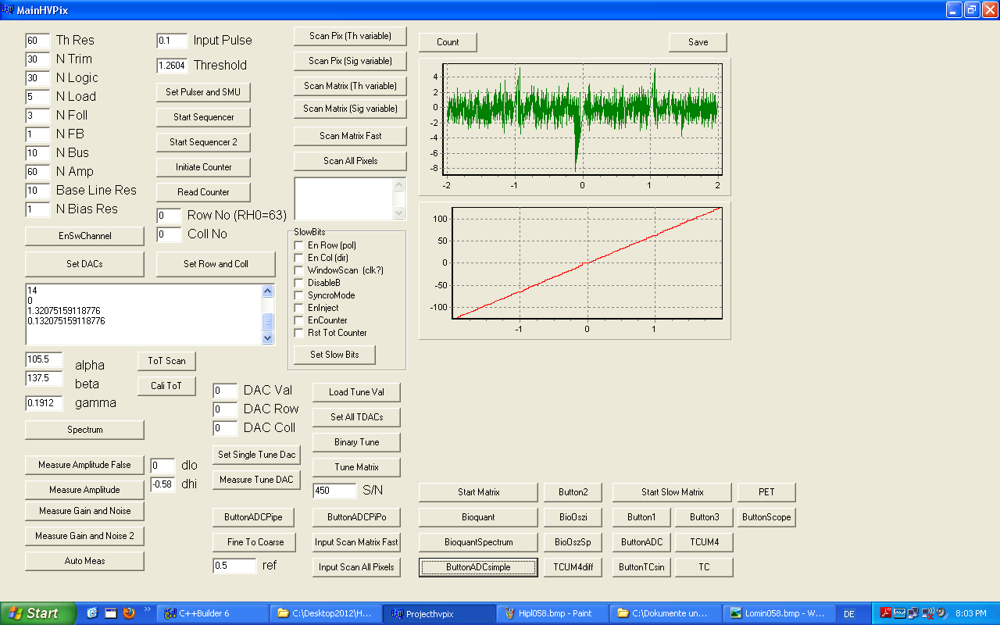 MainHVPix
60 Th Res
30 N Trim
30 N Logic
5 N Load
3 N Foll
1 N FB
10 N Bus
60 N Amp
10 Base Line Res
1 N Bias Res
EnSwChannel
Set DACs
0.1 Input Pulse
1.2604 Threshold
Set Pulser and SMU
Start Sequencer
Start Sequencer 2
Initiate Counter
Read Counter
0 Row No (RH0=63)
0 Coll No
Set Row and Coll
14
0
1.32075159118776
0.132075159118776
Scan Pix (Th variable)
Scan Pix (Sig variable)
Scan Matrix (Th variable)
Scan Matrix (Sig variable)
Scan Matrix Fast
Scan All Pixels
SlowBits
En Row (pol)
En Col (dir)
WindowScan (clk?)
DisableB
SyncroMode
EnInject
EnCounter
Rst Tot Counter
Set Slow Bits
Count
Save
4
2
0
-2
-4
-6
-8
-2 -1 0 1 2
100
50
0
-50
-100
-1 0 1
105.5 alpha
137.5 beta
0.1912 gamma
ToT Scan
Cali ToT
Spectrum
Measure Amplitude False
Measure Amplitude
Measure Gain and Noise
Measure Gain and Noise 2
Auto Meas
0 dlo
-0.58 dhi
0 DAC Val
0 DAC Row
0 DAC Coll
Set Single Tune Dac
Measure Tune DAC
ButtonADCPipe
Fine To Coarse
0.5 ref
Load Tune Val
Set All TDACs
Binary Tune
Tune Matrix
450 S/N
ButtonADCPiPo
Input Scan Matrix Fast
Input Scan All Pixels
Start Matrix Button2 Start Slow Matrix PET
Bioquant BioOszi Button1 Button3 ButtonScope
BioquantSpectrum BioOszSp ButtonADC TCUM4
ButtonADCsimple TCUM4diff ButtonTCsin TC
Start
»
C++Builder 6
C:\Desktop2012\H...
Projecthvpix
Hipl058.bmp - Paint
C:\Dokumente un...
Lomin058.bmp - W...
DE
8:03 PM